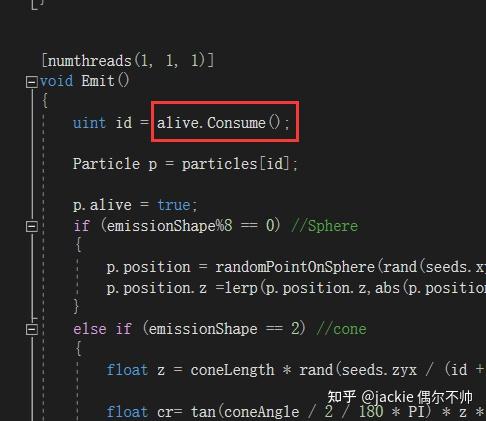 }
[numthreads(1, 1, 1)]
void Emit()
{
uint id = alive.Consume();
Particle p = particles[id];
p.alive = true;
if (emissionShape%8 == 0) //Sphere
{
p.position = randomPointOnSphere(rand(seeds.xy
p.position.z =lerp(p.position.z,abs(p.position
}
else if (emissionShape == 2) //cone
{
float z = coneLength * rand(seeds.zyx / (id +
float cr= tan(coneAngle / 2 / 180 * PI) * z *
知乎 @jackie 偶尔不帅